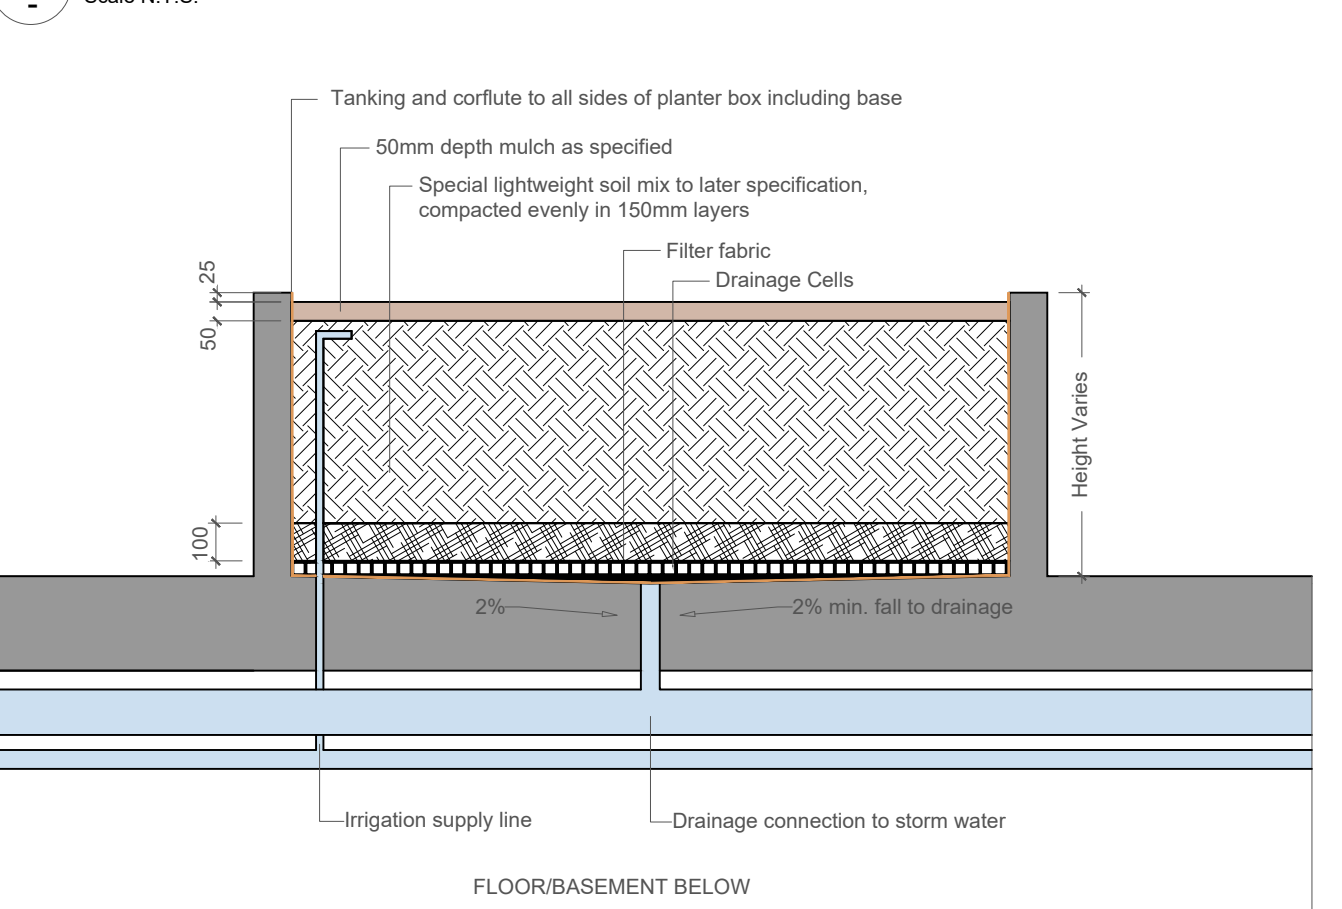 Scale N.T.S.
-
Tanking and corflute to all sides of planter box including base
50mm depth mulch as specified
Special lightweight soil mix to later specification,
compacted evenly in 150mm layers
Filter fabric
Drainage Cells
25
50
100
Height Varies
2%
2% min. fall to drainage
Irrigation supply line
Drainage connection to storm water
FLOOR/BASEMENT BELOW